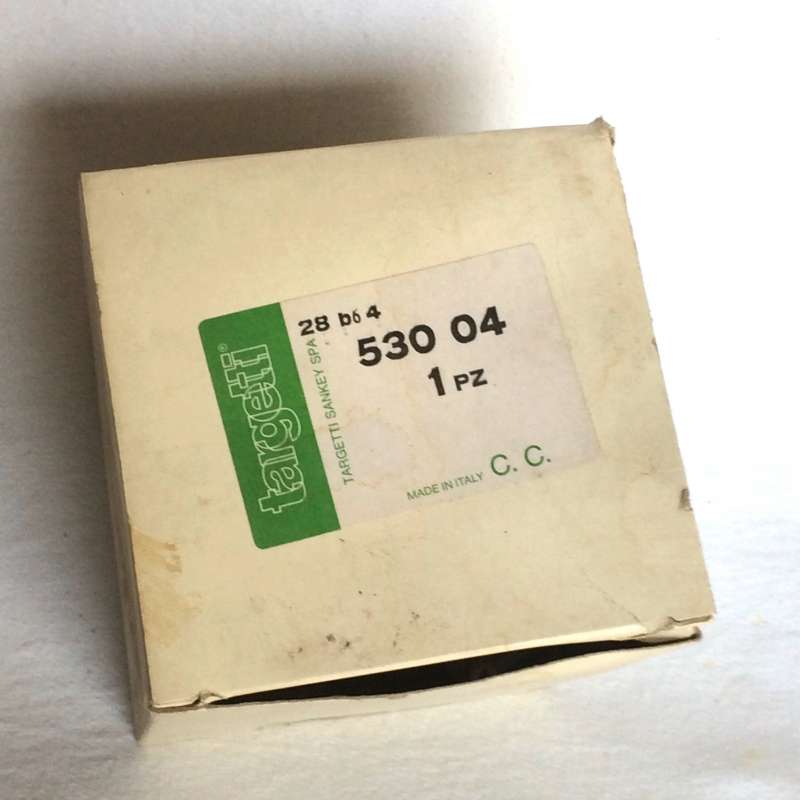 targetti®
TARGETTI SANKEY SPA
28 b6 4
530 04
1 PZ
MADE IN ITALY C. C.